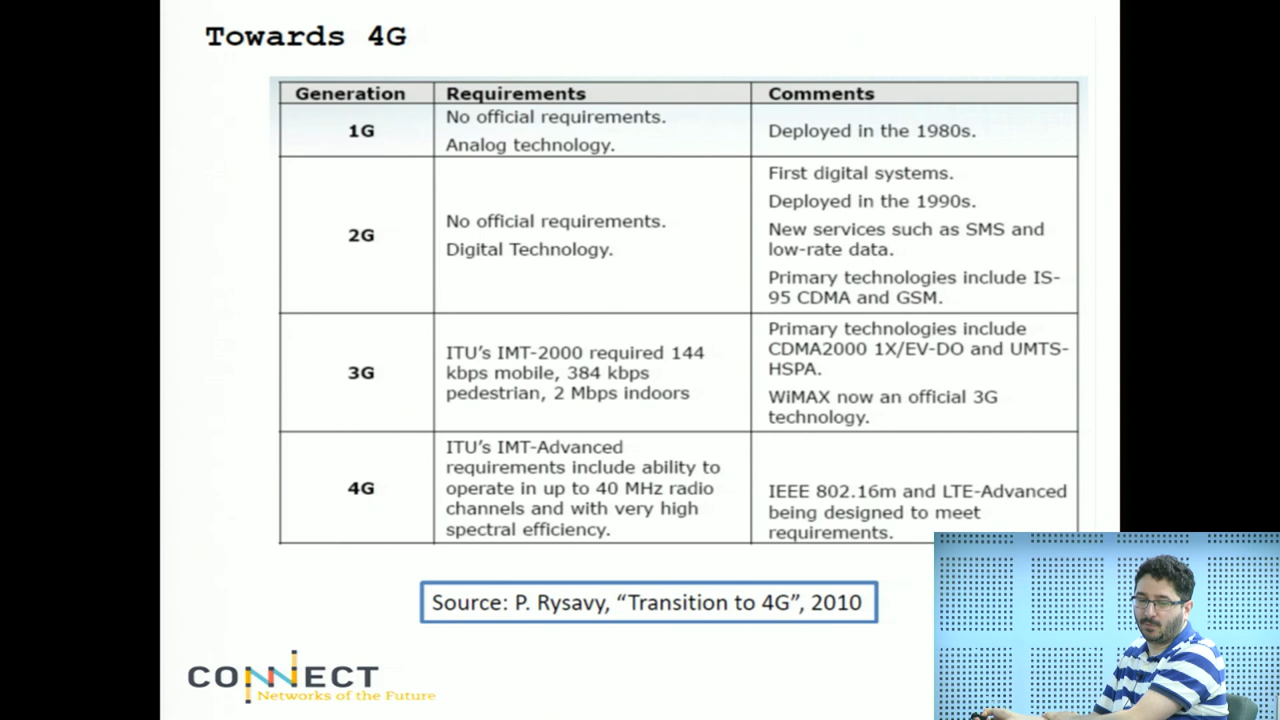 Towards 4G
Generation Requirements Comments
1G
No official requirements.
Analog technology.
Deployed in the 1980s.
2G
No official requirements.
Digital Technology.
First digital systems.
Deployed in the 1990s.
New services such as SMS and
low-rate data.
Primary technologies include IS-
95 CDMA and GSM.
3G
ITU’s IMT-2000 required 144
kbps mobile, 384 kbps
pedestrian, 2 Mbps indoors
Primary technologies include
CDMA2000 1X/EV-DO and UMTS-
HSPA.
WiMAX now an official 3G
technology.
4G
ITU’s IMT-Advanced
requirements include ability to
operate in up to 40 MHz radio
channels and with very high
spectral efficiency.
IEEE 802.16m and LTE-Advanced
being designed to meet
requirements.
Source: P. Rysavy, “Transition to 4G”, 2010
CONNECT
Networks of the Future